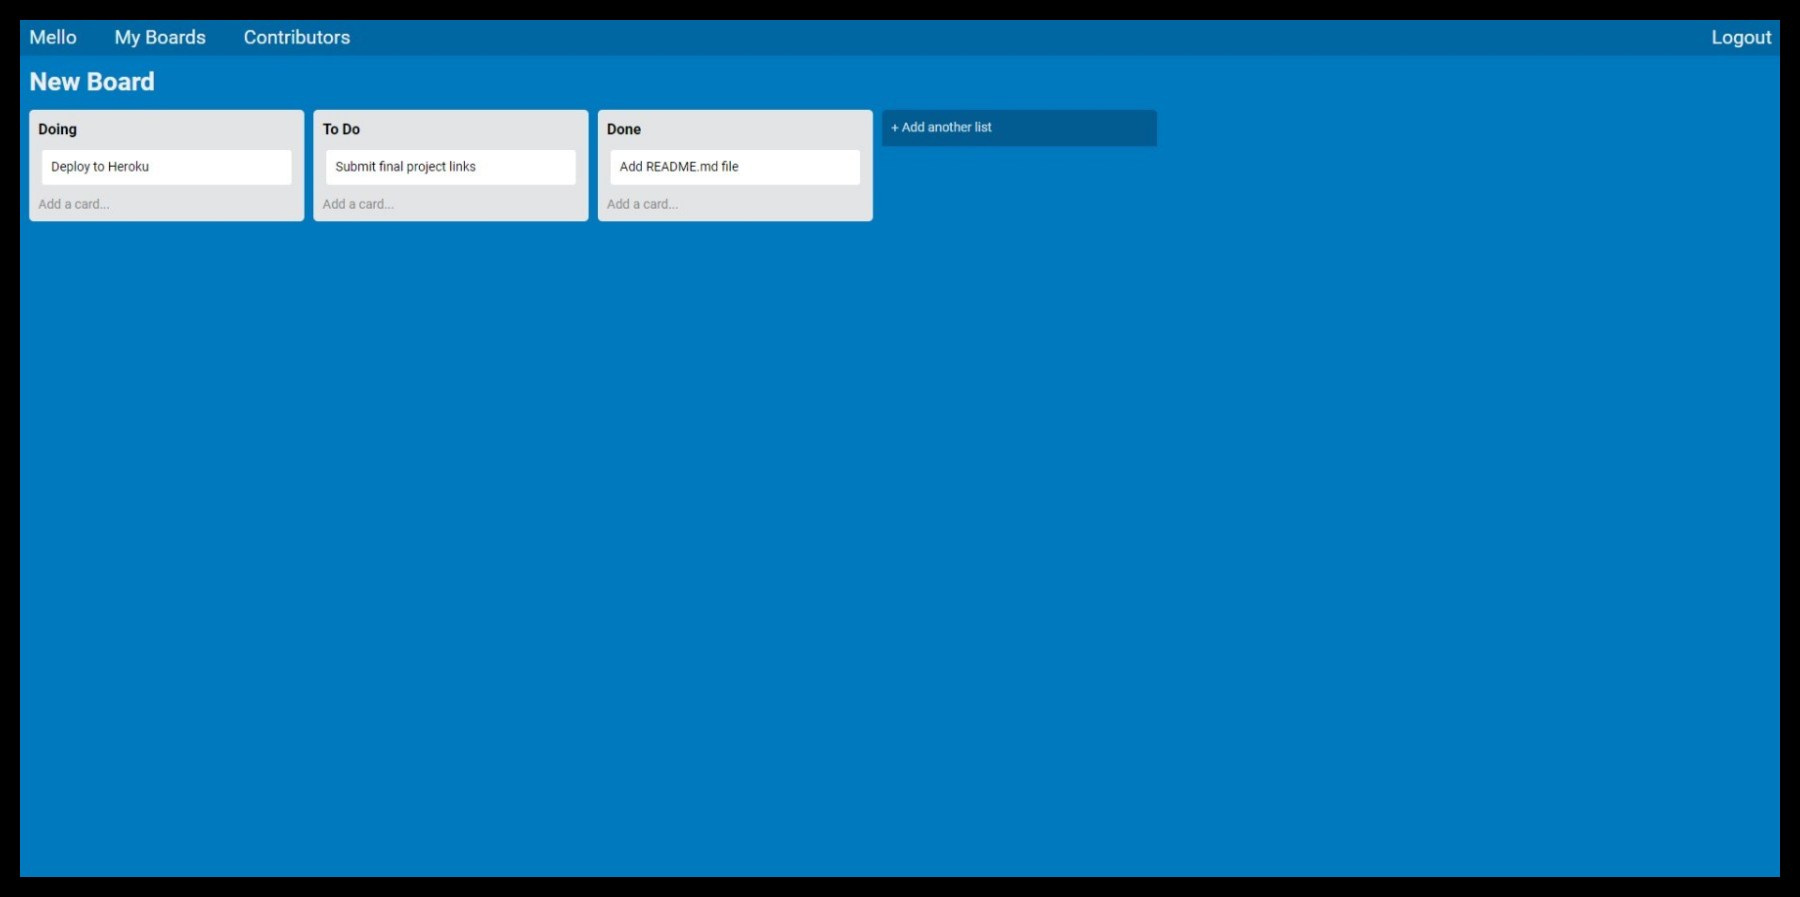 Mello My Boards Contributors Logout
New Board
Doing
Deploy to Heroku
Add a card...
To Do
Submit final project links
Add a card...
Done
Add README.md file
Add a card...
+ Add another list